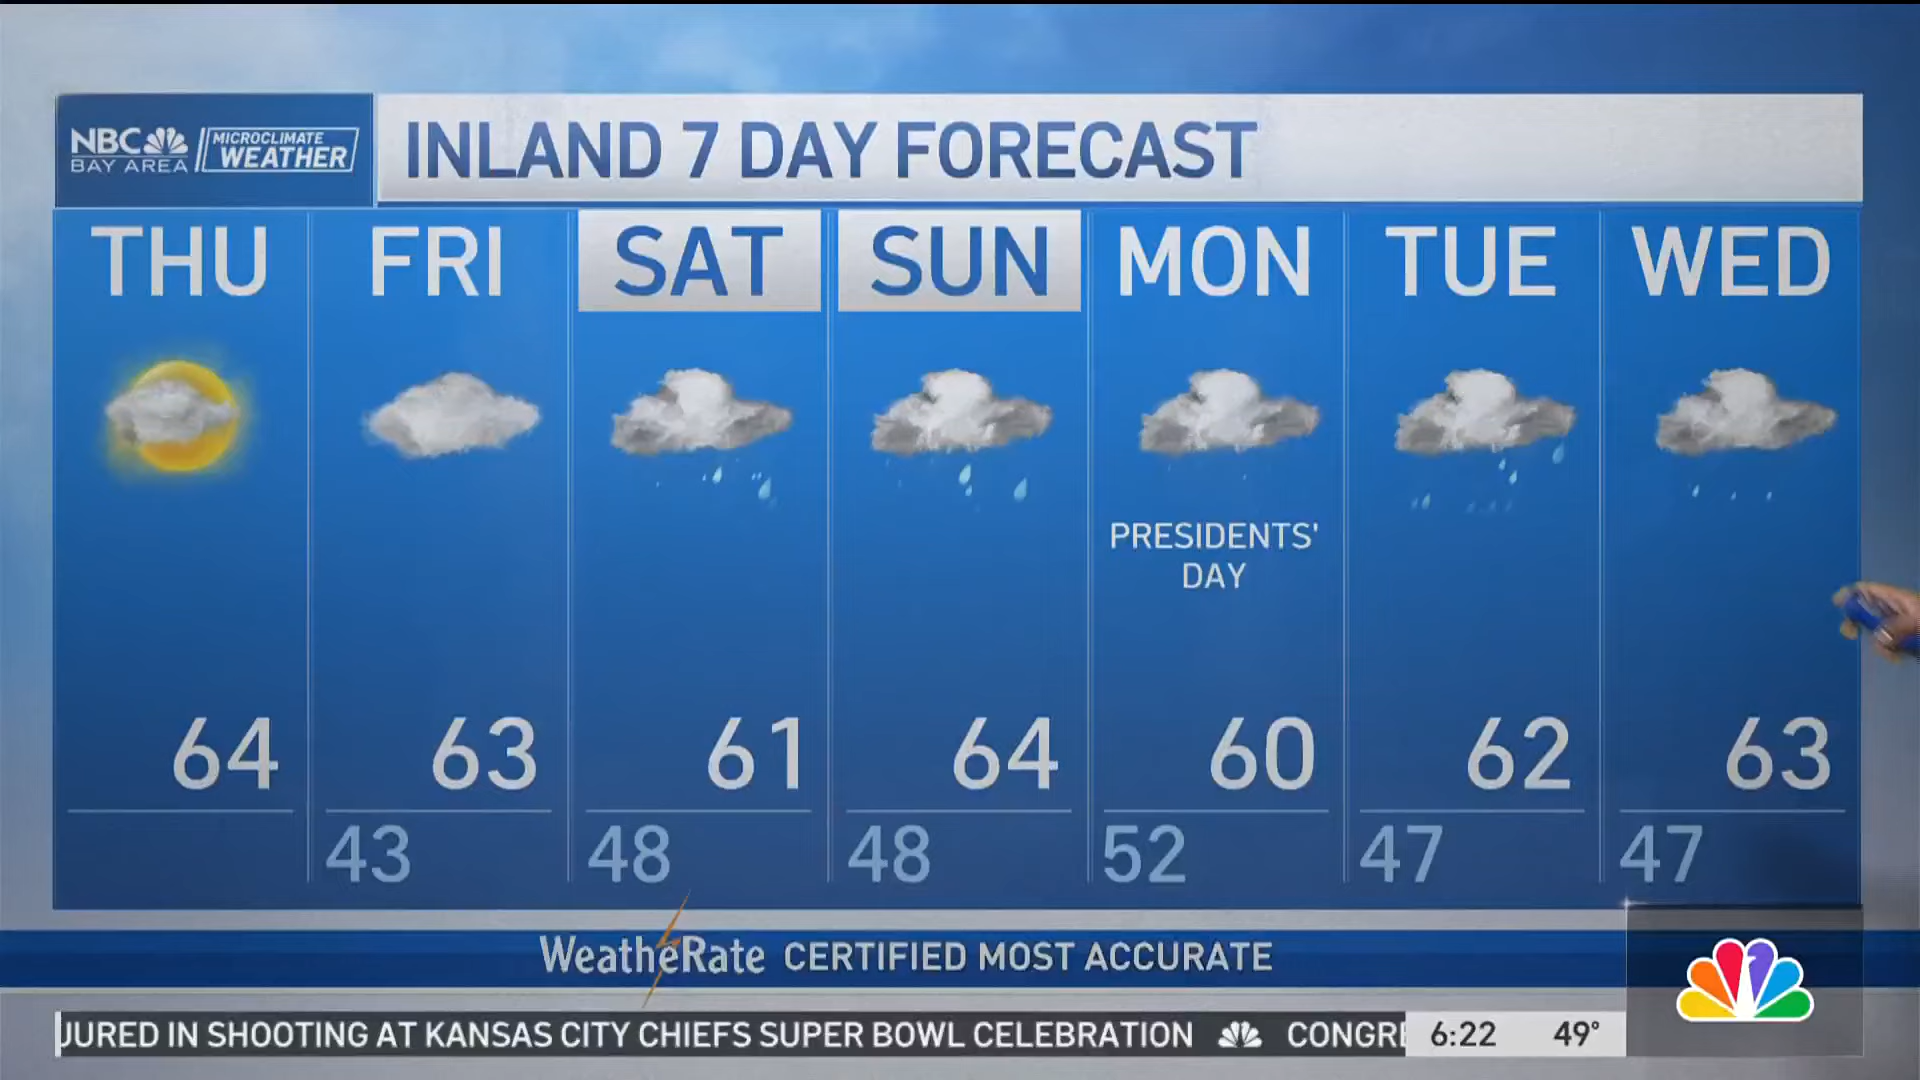 NBC BAY AREA MICROCLIMATE WEATHER
INLAND 7 DAY FORECAST
THU FRI SAT SUN MON TUE WED
PRESIDENTS'
DAY
64 63 61 64 60 62 63
43 48 48 52 47 47
WeatheRate CERTIFIED MOST ACCURATE
JURED IN SHOOTING AT KANSAS CITY CHIEFS SUPER BOWL CELEBRATION CONGRE 6:22 49°